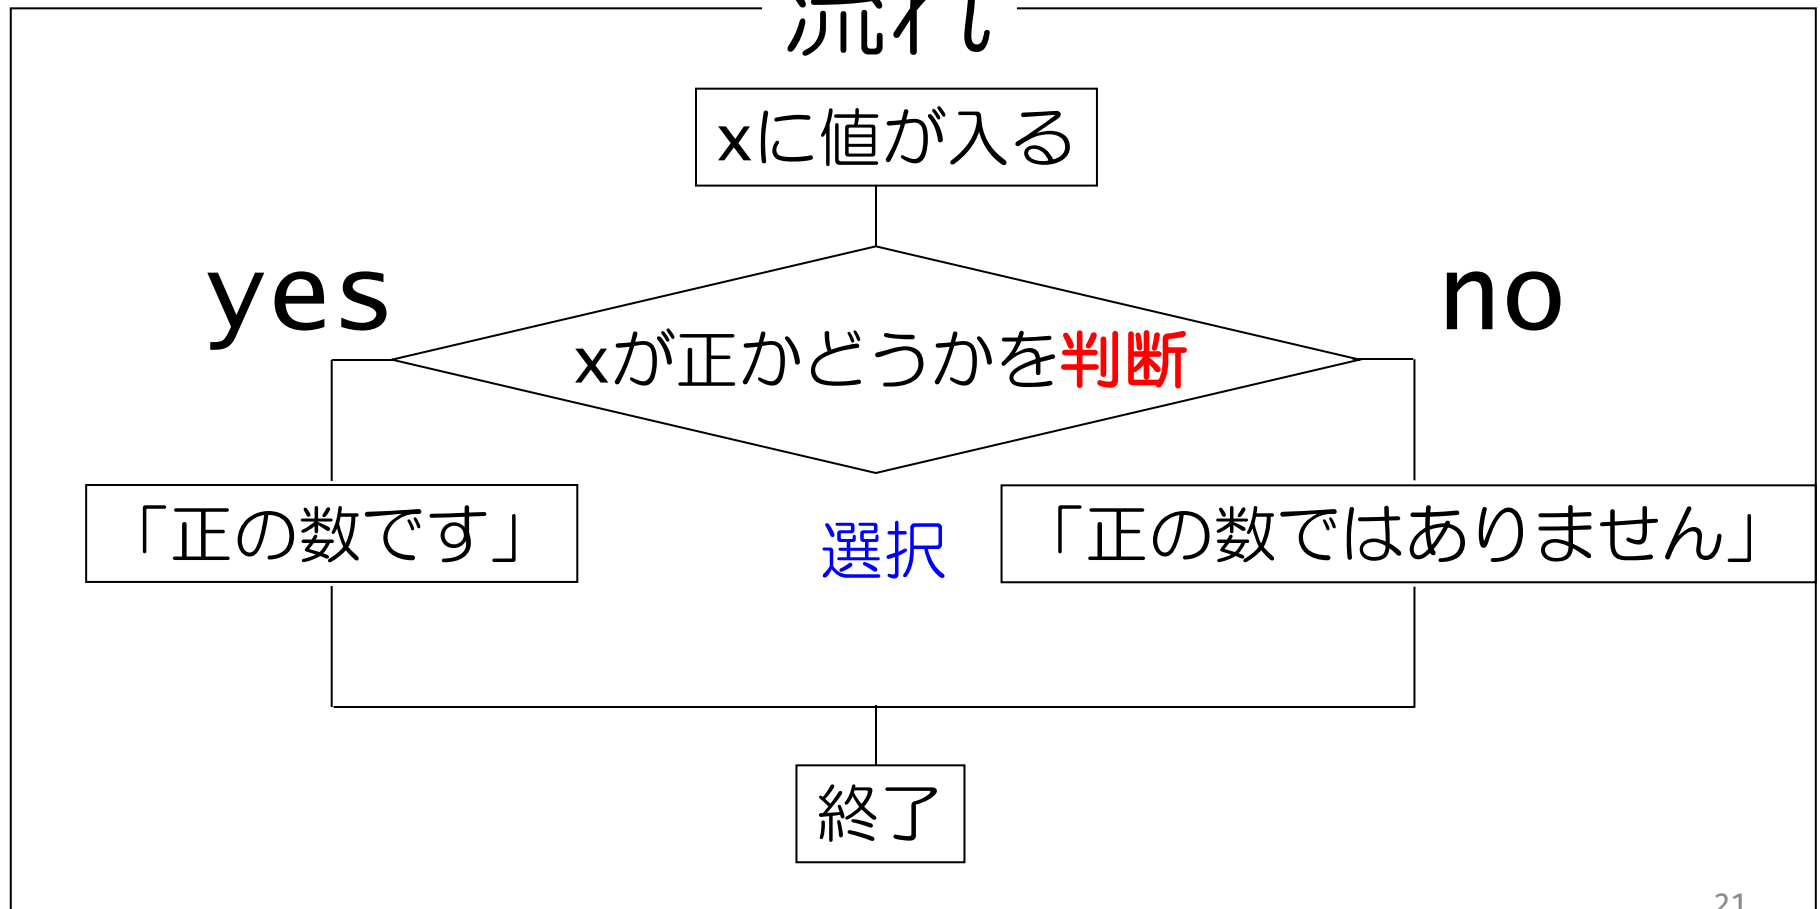 流れ
xに値が入る
yes
no
xが正かどうかを判断
「正の数です」
選択
「正の数ではありません」
終了
21